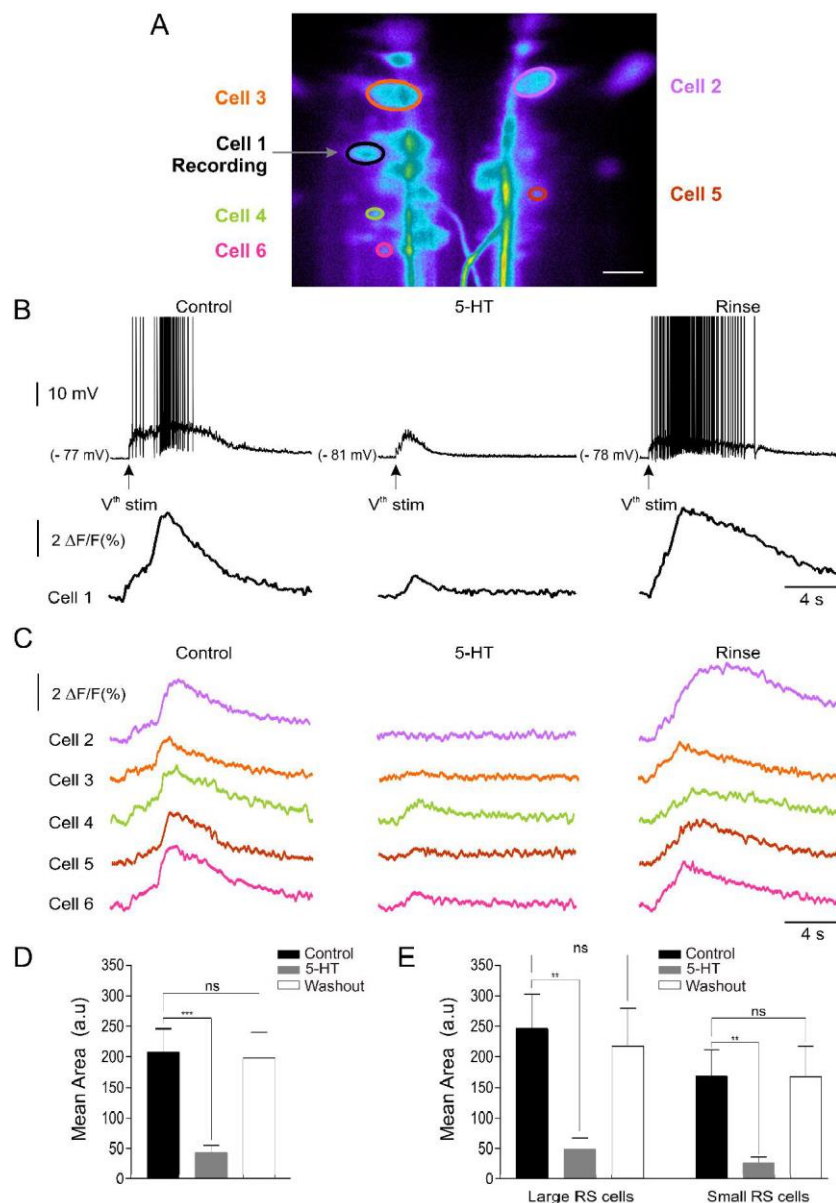 A
Cell 3
Cell 2
Cell 1
Recording
Cell 5
Cell 4
Cell 6
B
Control 5-HT Rinse
10 mV
(- 77 mV) (- 81 mV) (- 78 mV)
Vth stim Vth stim Vth stim
2 ΔF/F(%)
Cell 1
4 s
C
Control 5-HT Rinse
2 ΔF/F(%)
Cell 2
Cell 3
Cell 4
Cell 5
Cell 6
4 s
D
Control
5-HT
Washout
Mean Area (a.u)
350
300
250
200
150
100
50
0
ns
***
E
Control
5-HT
Washout
Mean Area (a.u)
350
300
250
200
150
100
50
0
ns
**
ns
**
Large RS cells Small RS cells